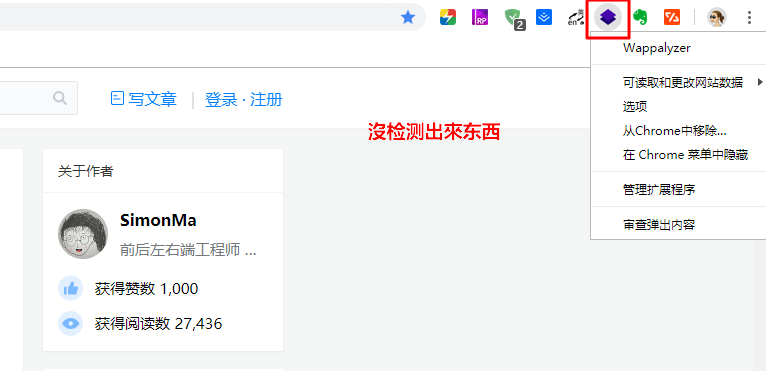 RP
2
en
英
Wappalyzer
可读取和更改网站数据
选项
从Chrome中移除...
在 Chrome 菜单中隐藏
管理扩展程序
审查弹出内容
写文章 | 登录 · 注册
沒检测出來东西
关于作者
SimonMa
前后左右端工程师 ...
获得赞数 1,000
获得阅读数 27,436